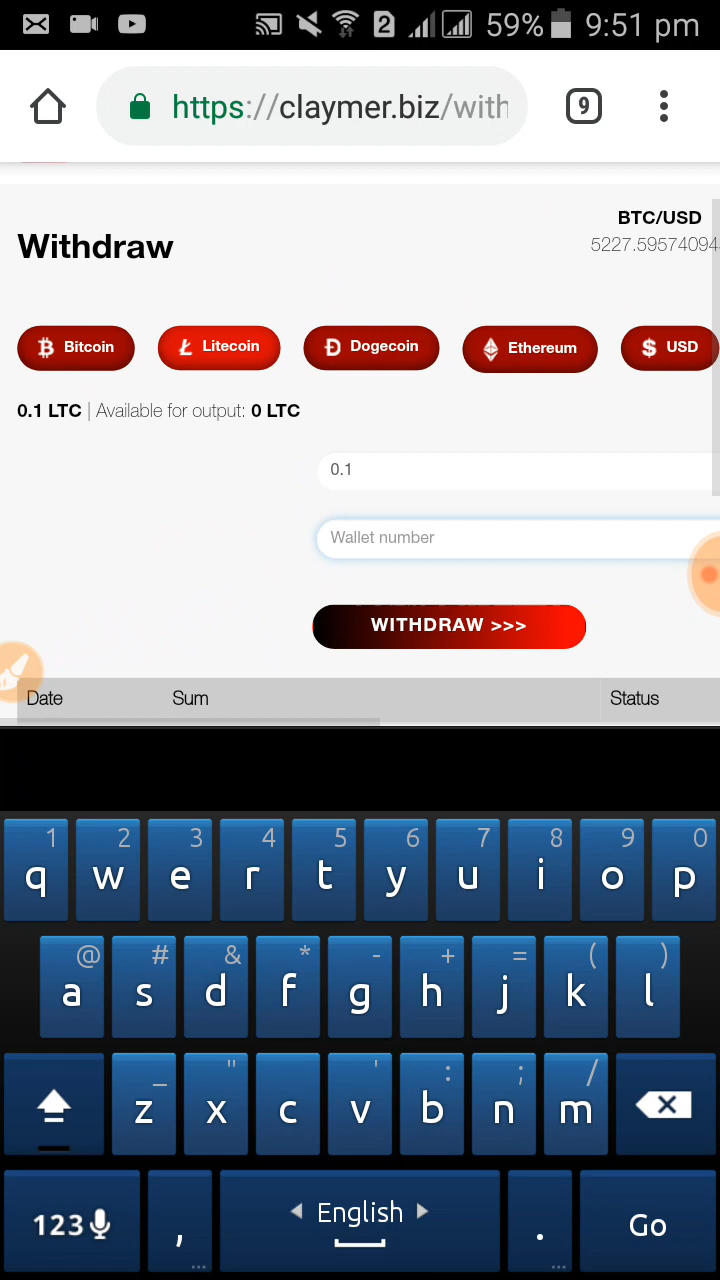 2 59% 9:51 pm
https://claymer.biz/with
9
BTC/USD
Withdraw
5227.59574094
Bitcoin Litecoin Dogecoin Ethereum $ USD
0.1 LTC | Available for output: 0 LTC
0.1
Wallet number
WITHDRAW >>>
Date Sum Status
1 2 3 4 5 6 7 8 9 0
q w e r t y u i o p
@ # & * - + = ( )
a s d f g h j k l
_ " ' : ; /
z x c v b n m
123 , English . Go